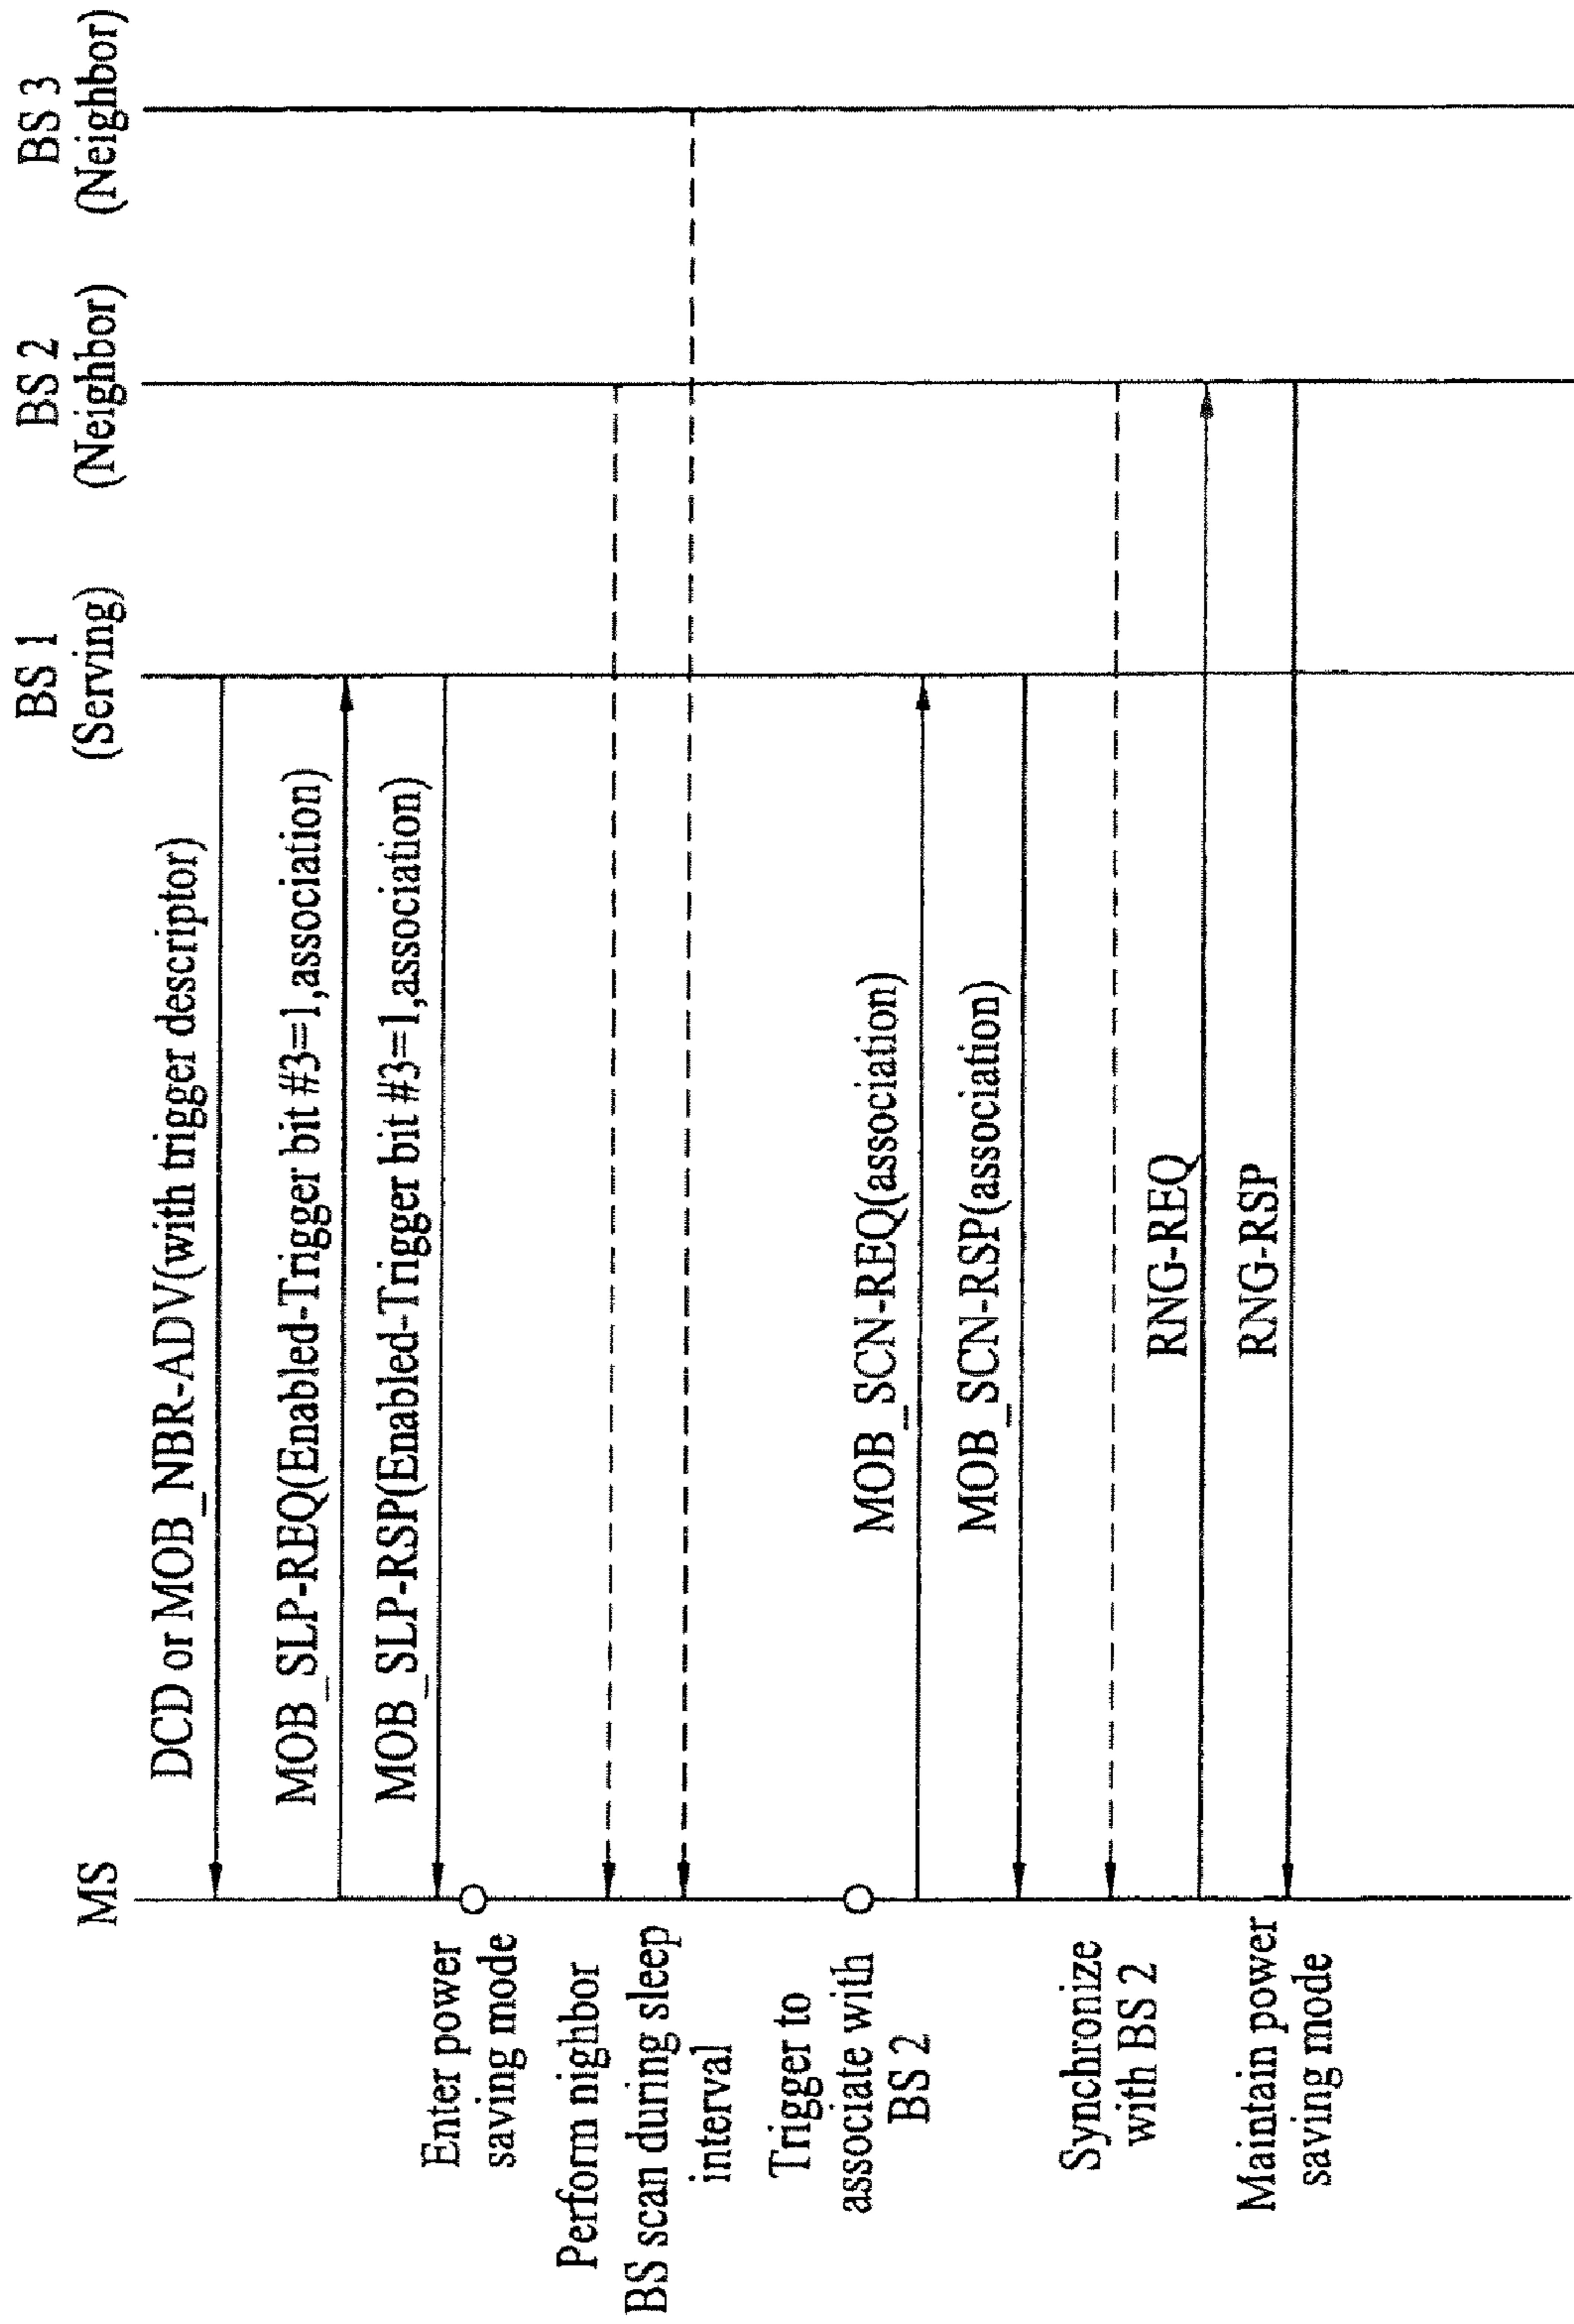 MS
BS 1
(Serving)
BS 2
(Neighbor)
BS 3
(Neighbor)
DCD or MOB_NBR-ADV(with trigger descriptor)
MOB_SLP-REQ(Enabled-Trigger bit #3=1,association)
MOB_SLP-RSP(Enabled-Trigger bit #3=1,association)
Enter power
saving mode
Perform nighbor
BS scan during sleep
interval
Trigger to
associate with
BS 2
MOB_SCN-REQ(association)
MOB_SCN-RSP(association)
Synchronize
with BS 2
RNG-REQ
RNG-RSP
Maintain power
saving mode